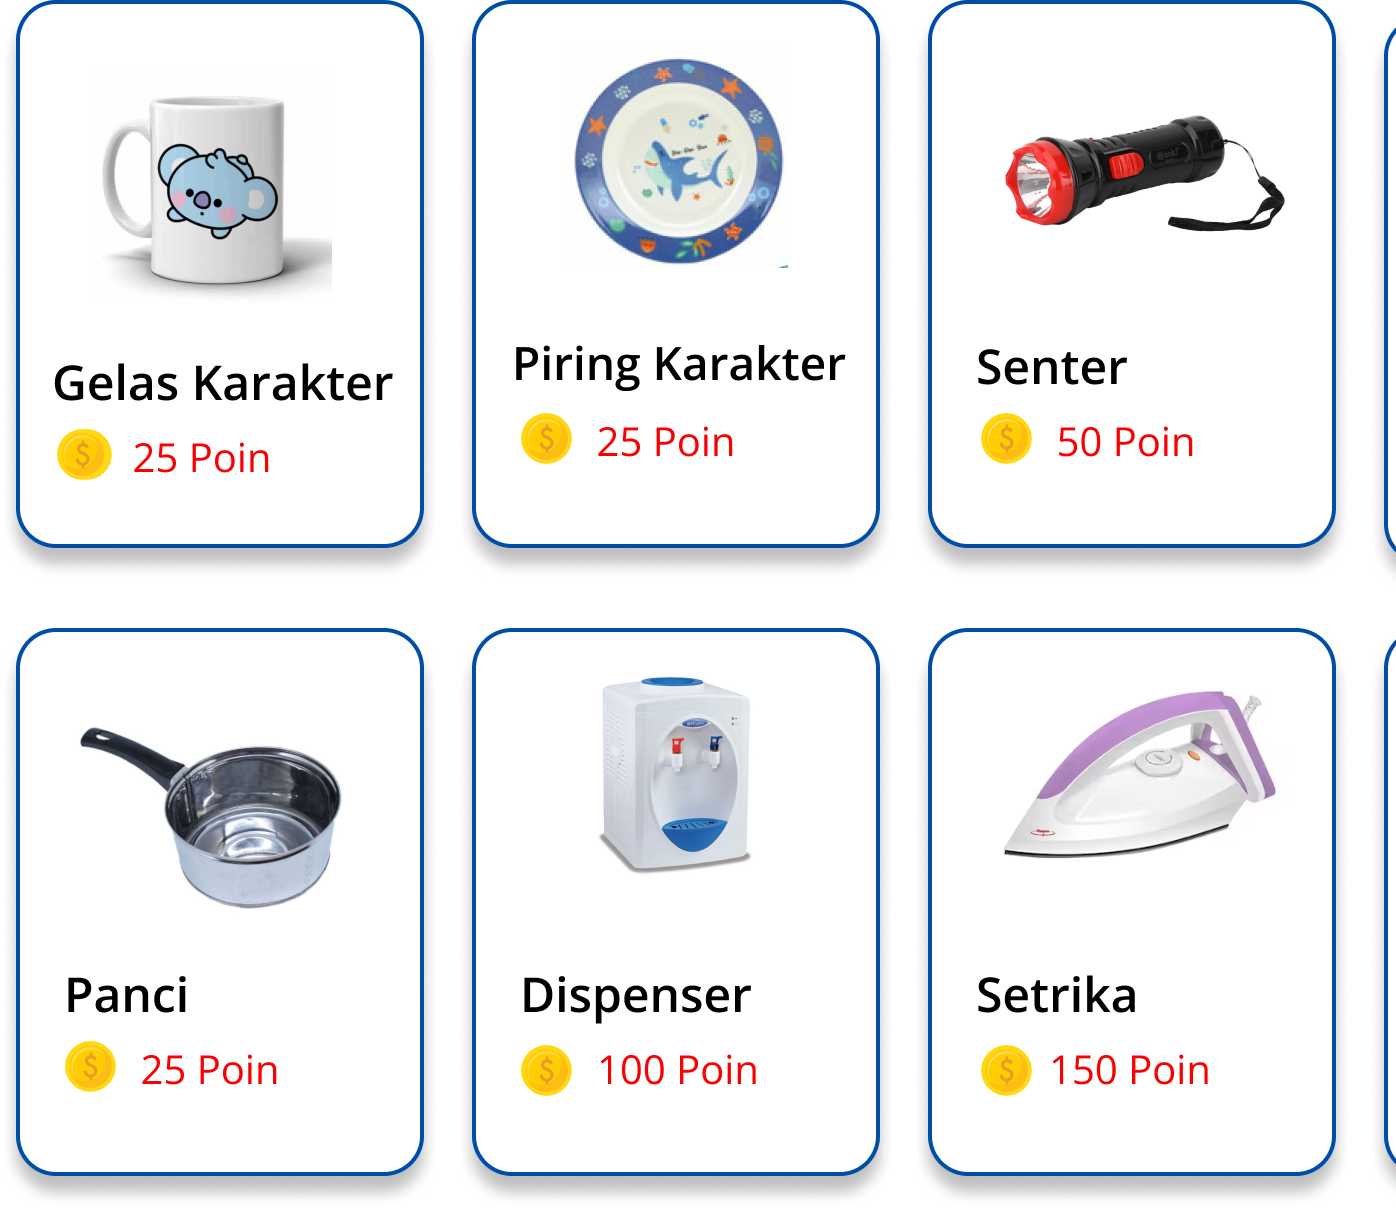 Gelas Karakter
25 Poin
Piring Karakter
25 Poin
Senter
50 Poin
Panci
25 Poin
Dispenser
100 Poin
Setrika
150 Poin